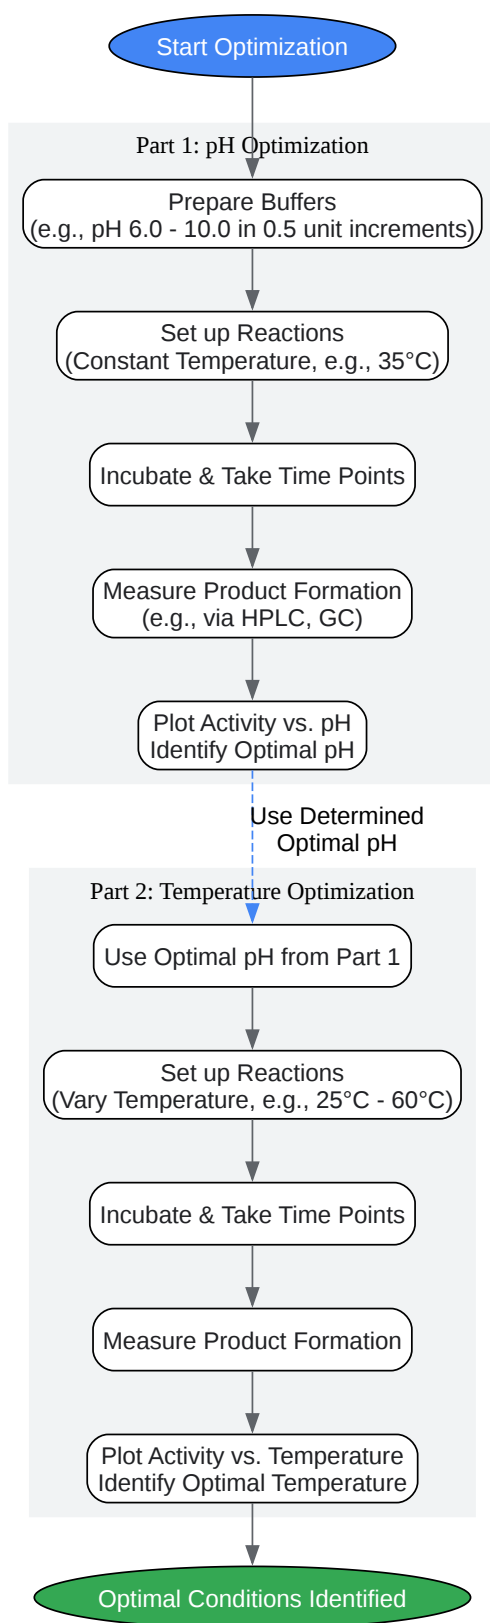 Start Optimization
Part 1: pH Optimization
Prepare Buffers
(e.g., pH 6.0 - 10.0 in 0.5 unit increments)
Set up Reactions
(Constant Temperature, e.g., 35°C)
Incubate & Take Time Points
Measure Product Formation
(e.g., via HPLC, GC)
Plot Activity vs. pH
Identify Optimal pH
Use Determined
Optimal pH
Part 2: Temperature Optimization
Use Optimal pH from Part 1
Set up Reactions
(Vary Temperature, e.g., 25°C - 60°C)
Incubate & Take Time Points
Measure Product Formation
Plot Activity vs. Temperature
Identify Optimal Temperature
Optimal Conditions Identified